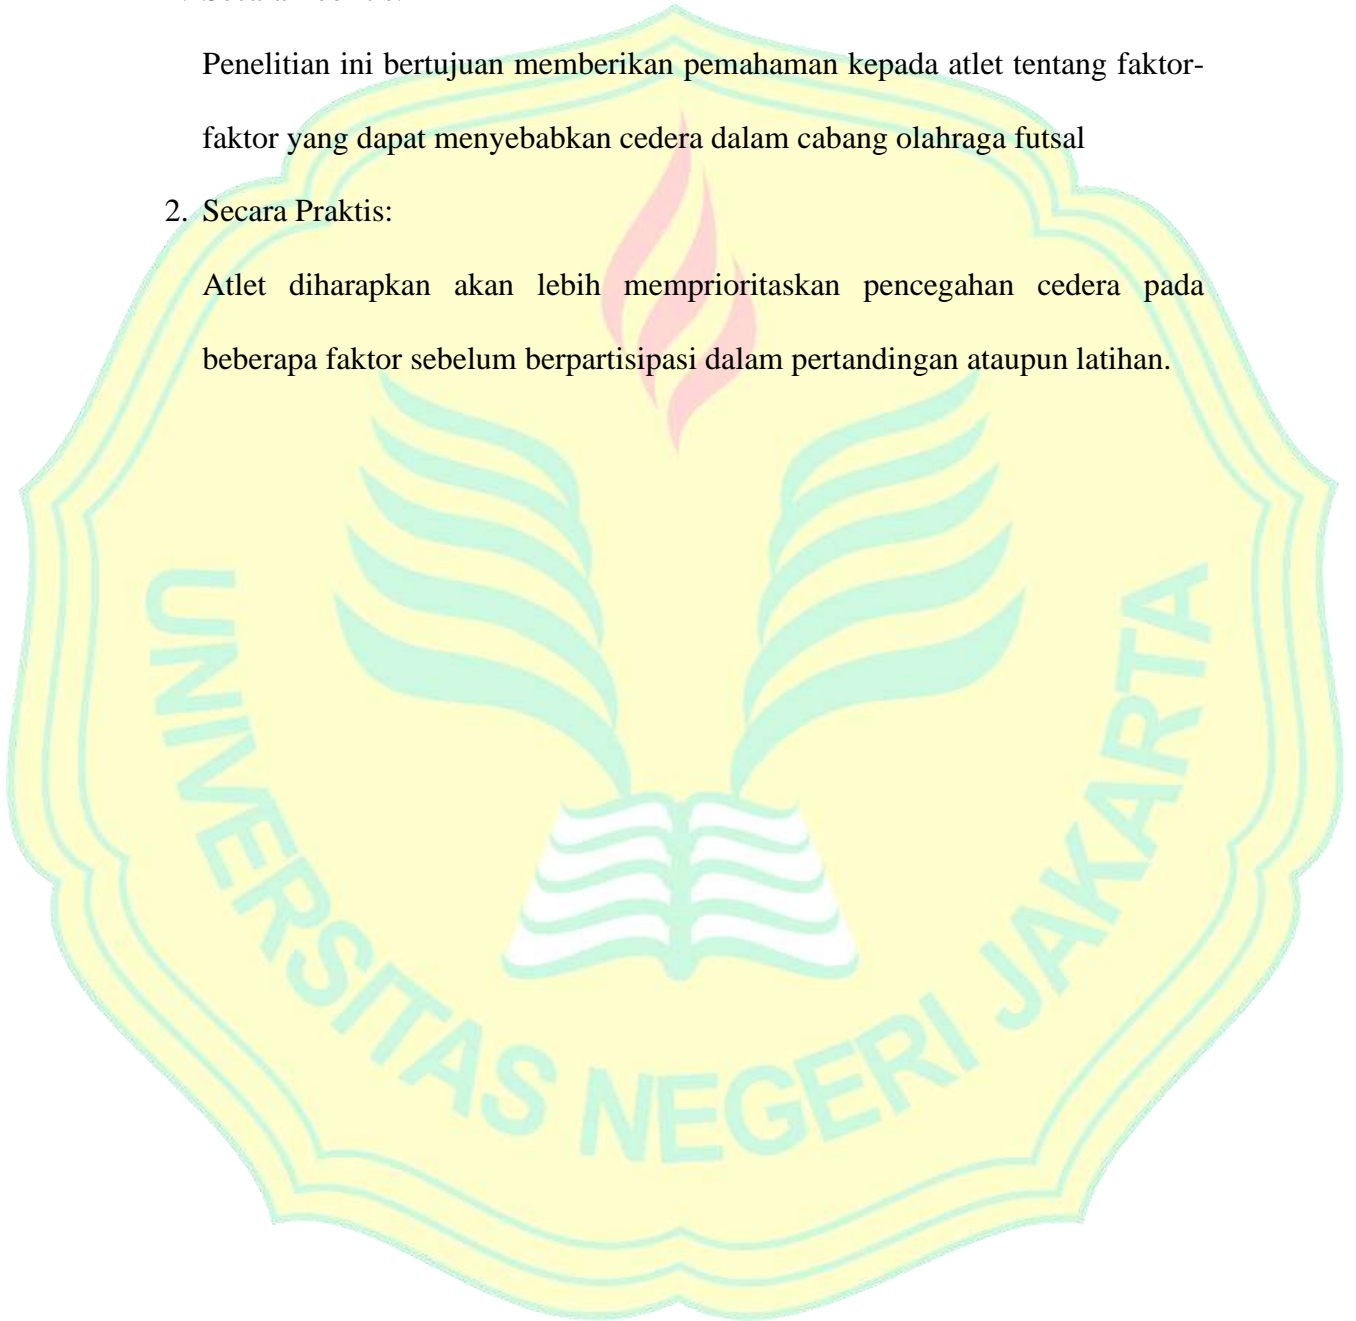 Penelitian ini bertujuan memberikan pemahaman kepada atlet tentang faktor-
faktor yang dapat menyebabkan cedera dalam cabang olahraga futsal
2. Secara Praktis:
Atlet diharapkan akan lebih memprioritaskan pencegahan cedera pada
beberapa faktor sebelum berpartisipasi dalam pertandingan ataupun latihan.
UNIVERSITAS NEGERI JAKARTA